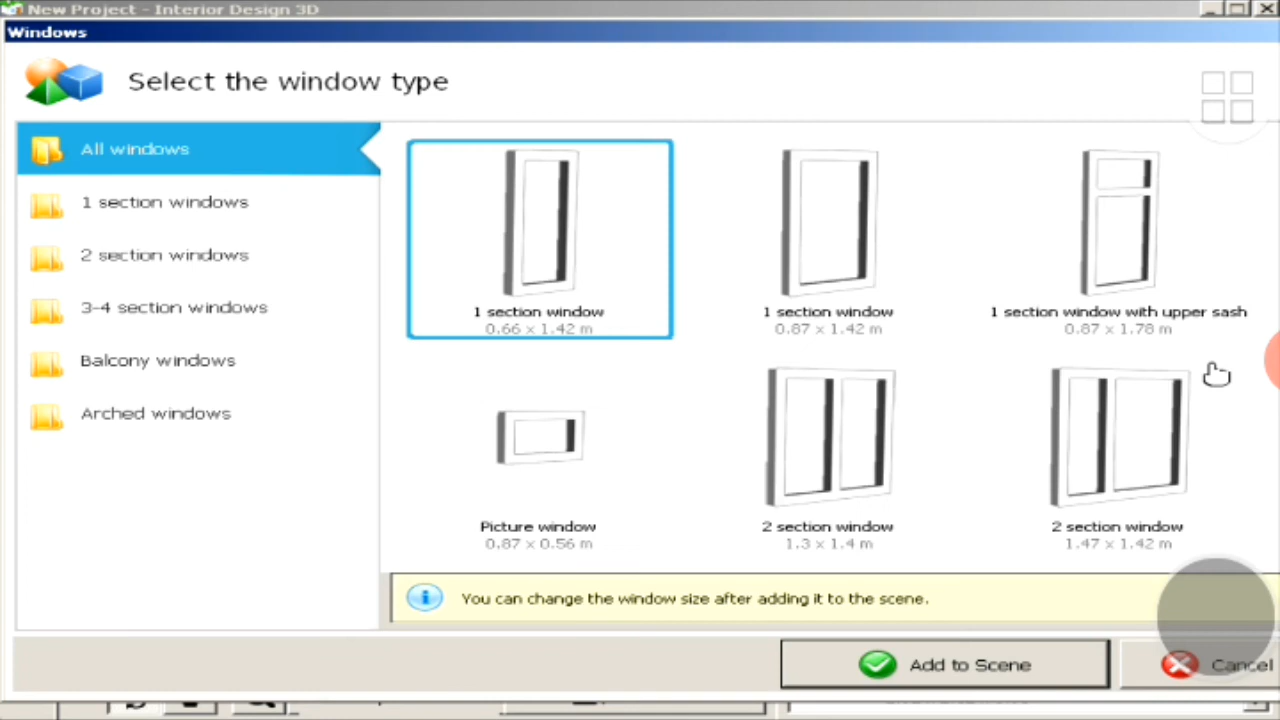 New Project - Interior Design 3D
Windows
Select the window type
All windows
1 section windows
2 section windows
3-4 section windows
Balcony windows
Arched windows
1 section window
0.66 x 1.42 m
1 section window
0.87 x 1.42 m
1 section window with upper sash
0.87 x 1.78 m
Picture window
0.87 x 0.56 m
2 section window
1.3 x 1.4 m
2 section window
1.47 x 1.42 m
You can change the window size after adding it to the scene.
Add to Scene
Cancel